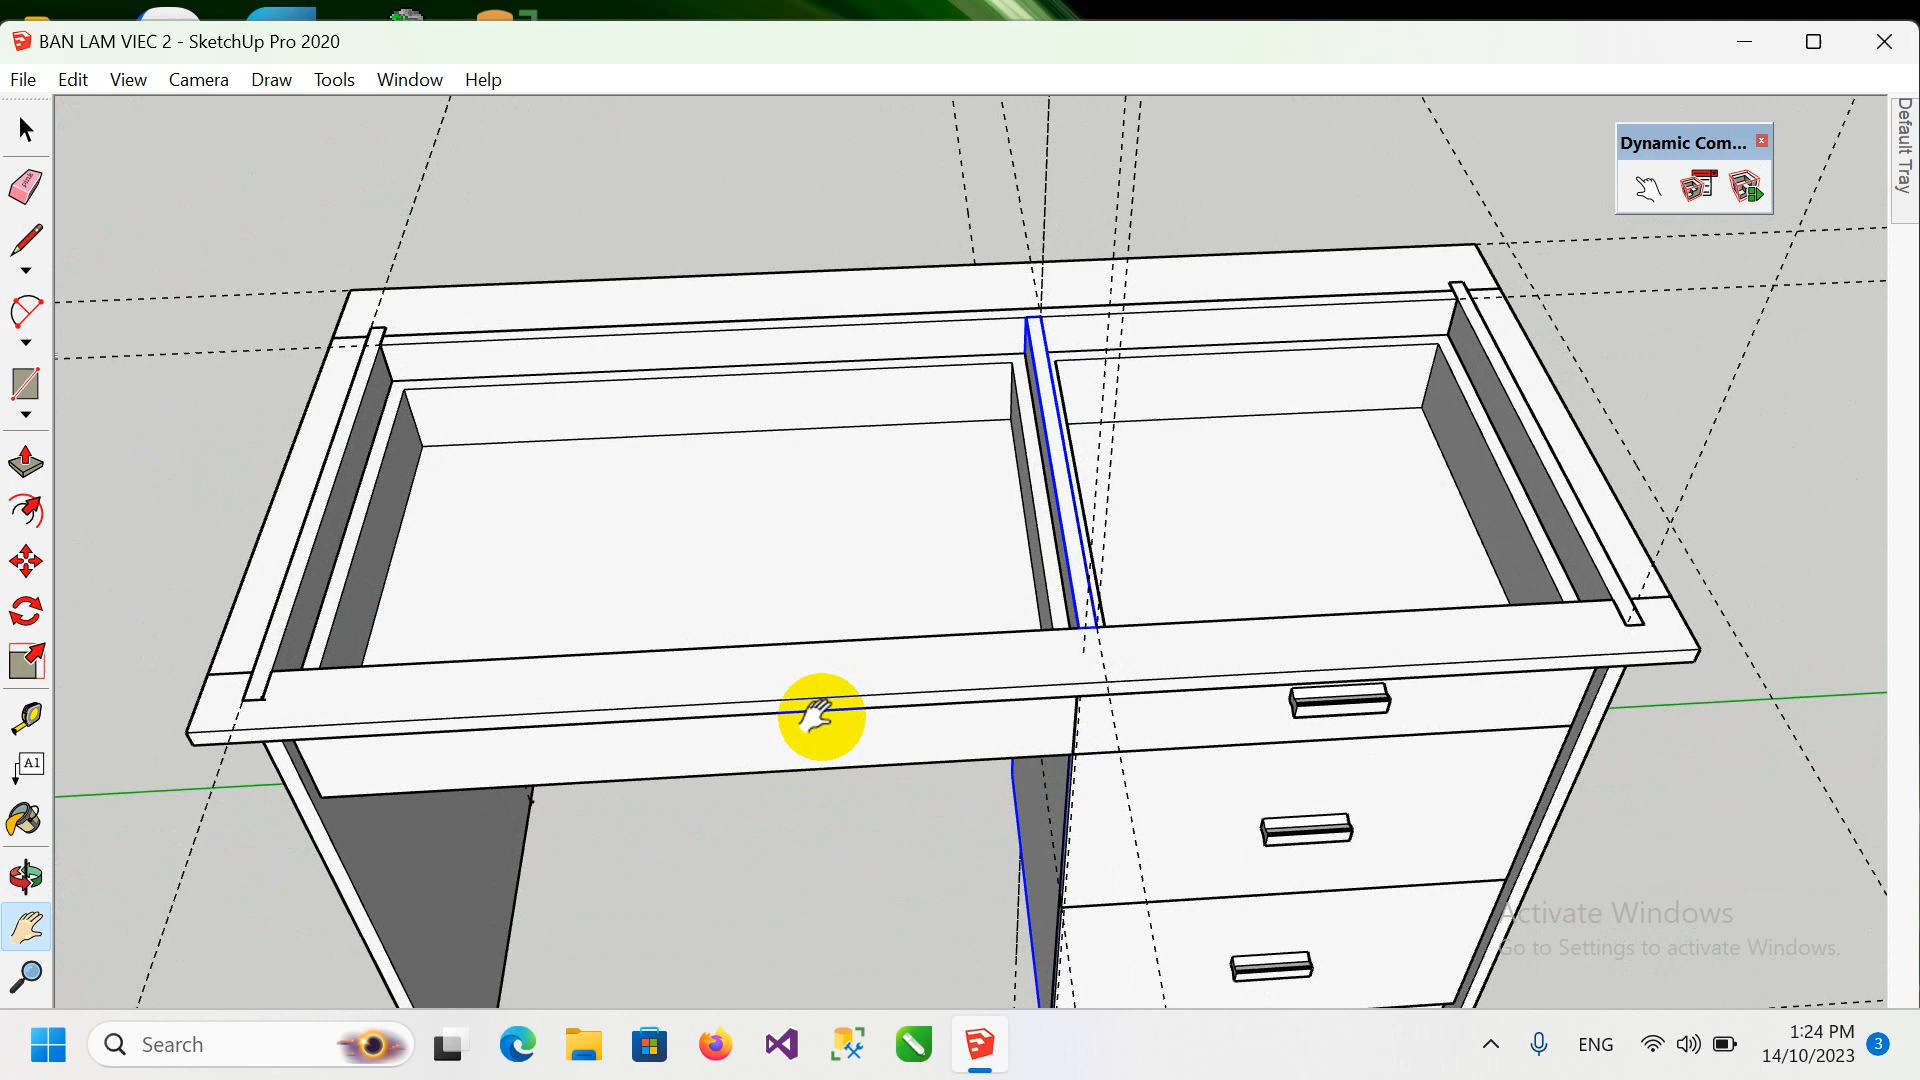 BAN LAM VIEC 2 - SketchUp Pro 2020
File Edit View Camera Draw Tools Window Help
Default Tray
Dynamic Com...
A1
Activate Windows
Go to Settings to activate Windows.
Search
ENG
1:24 PM
14/10/2023
3